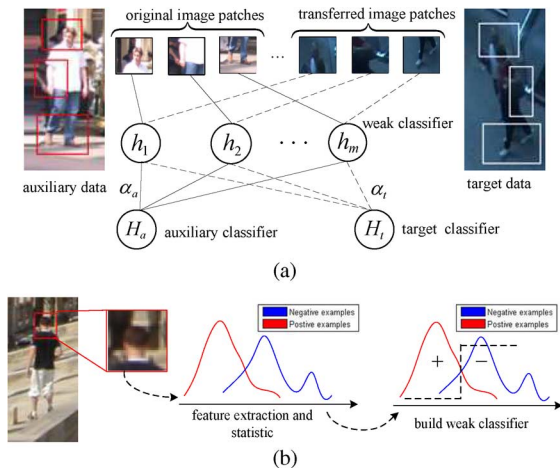 (a)
original image patches
transferred image patches
...
weak classifier
h1
h2
· · ·
hm
auxiliary data
target data
αa
αt
Ha
auxiliary classifier
Ht
target classifier
(a)
Negative examples
Postive examples
Negative examples
Postive examples
+
−
feature extraction and
statistic
build weak classifier
(b)